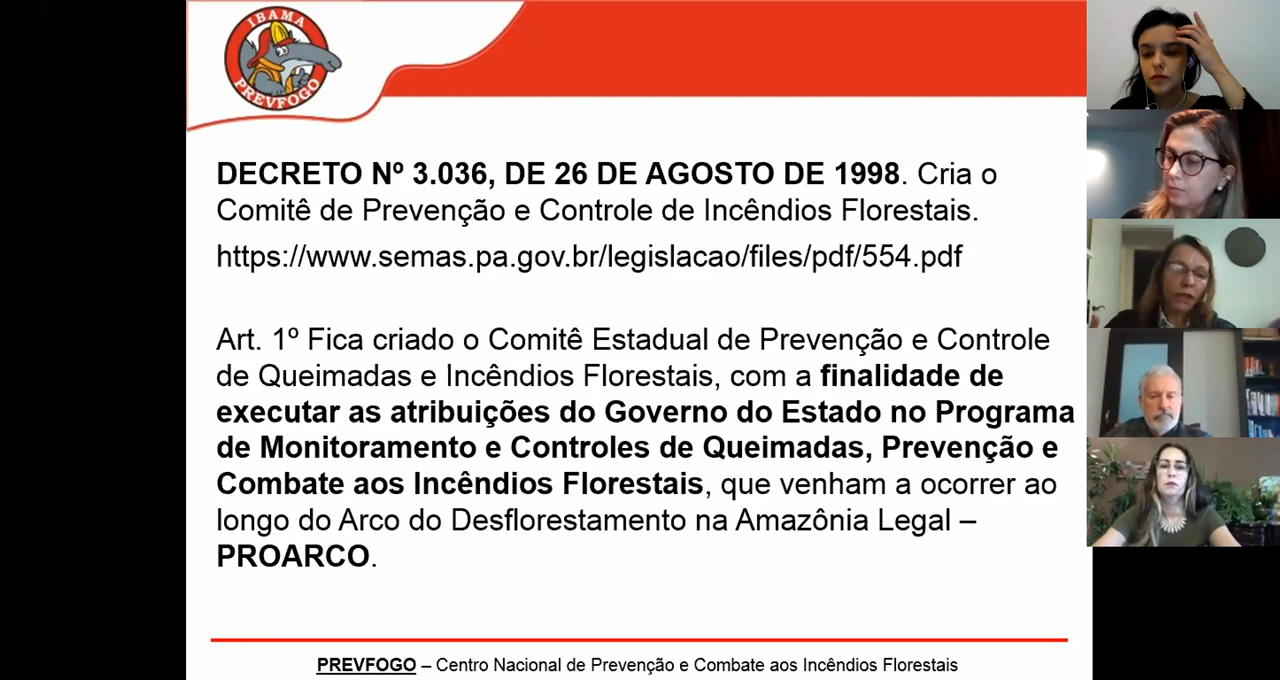 IBAMA
PREVFOGO
DECRETO Nº 3.036, DE 26 DE AGOSTO DE 1998. Cria o
Comitê de Prevenção e Controle de Incêndios Florestais.
https://www.semas.pa.gov.br/legislacao/files/pdf/554.pdf
Art. 1º Fica criado o Comitê Estadual de Prevenção e Controle
de Queimadas e Incêndios Florestais, com a finalidade de
executar as atribuições do Governo do Estado no Programa
de Monitoramento e Controles de Queimadas, Prevenção e
Combate aos Incêndios Florestais, que venham a ocorrer ao
longo do Arco do Desflorestamento na Amazônia Legal –
PROARCO.
PREVFOGO – Centro Nacional de Prevenção e Combate aos Incêndios Florestais